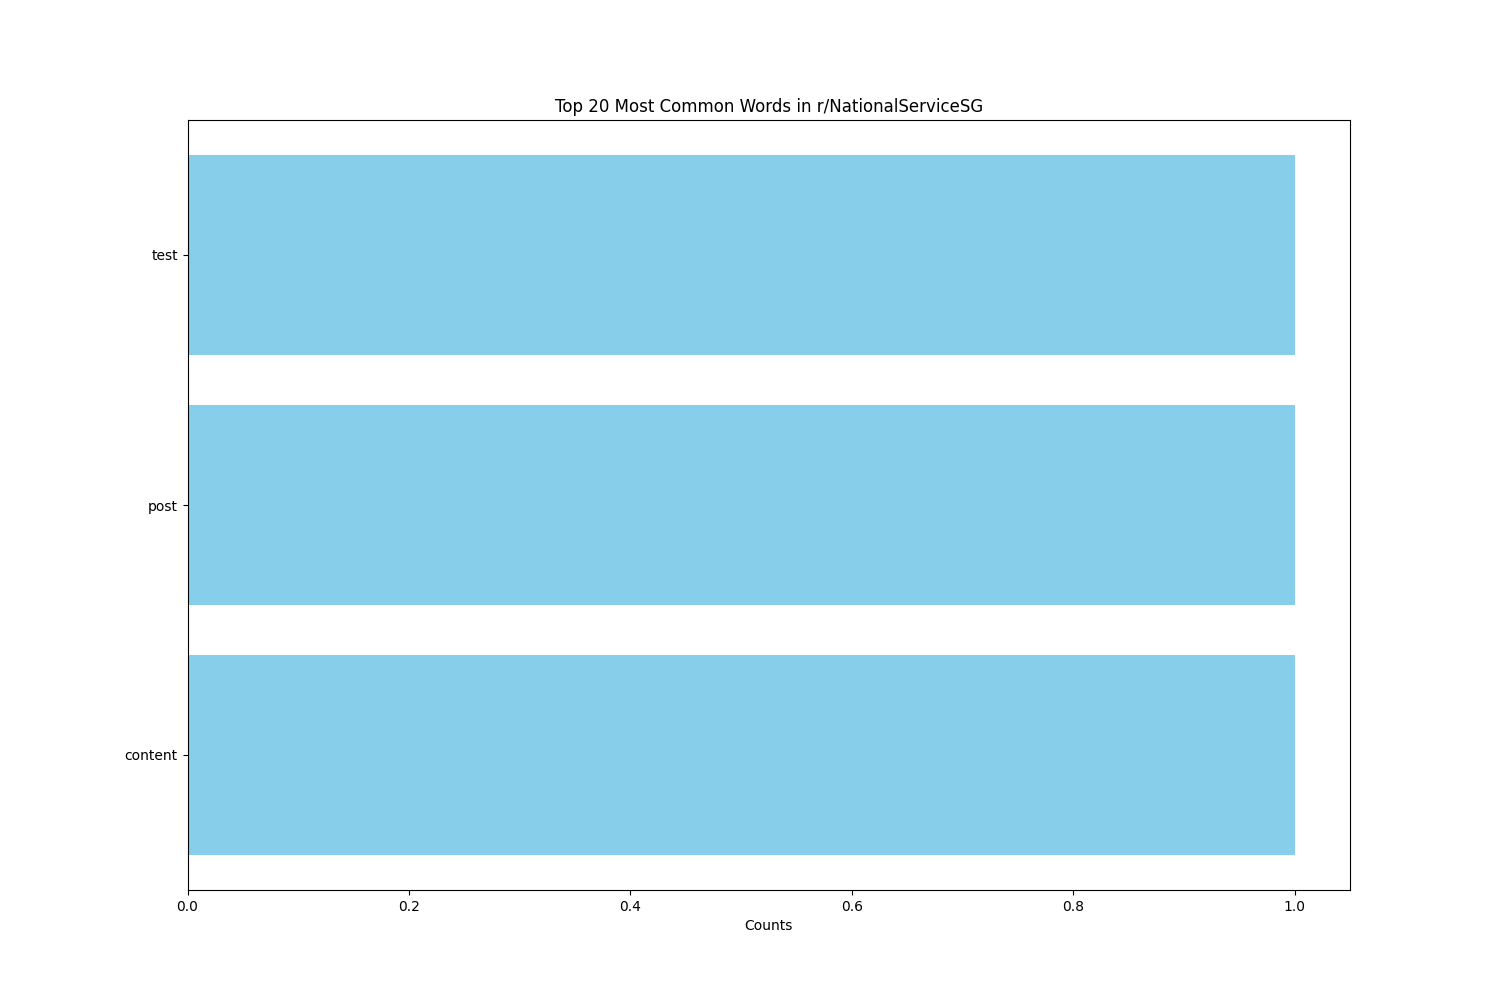 Top 20 Most Common Words in r/NationalServiceSG
test
post
content
0.0 0.2 0.4 0.6 0.8 1.0
Counts